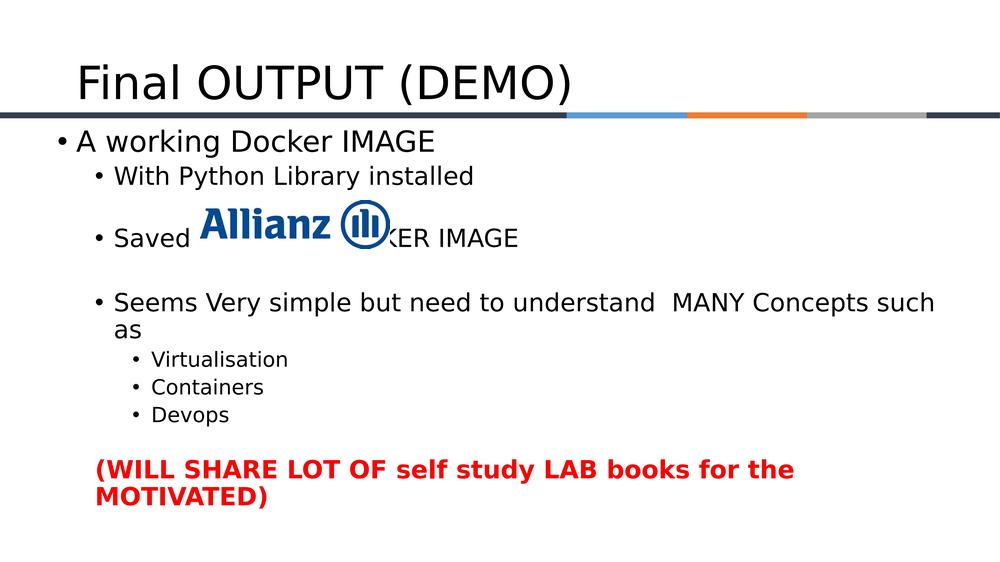 Final OUTPUT (DEMO)
• A working Docker IMAGE
• With Python Library installed
Allianz
• Saved KER IMAGE
• Seems Very simple but need to understand  MANY Concepts such
as
• Virtualisation
• Containers
• Devops
(WILL SHARE LOT OF self study LAB books for the
MOTIVATED)